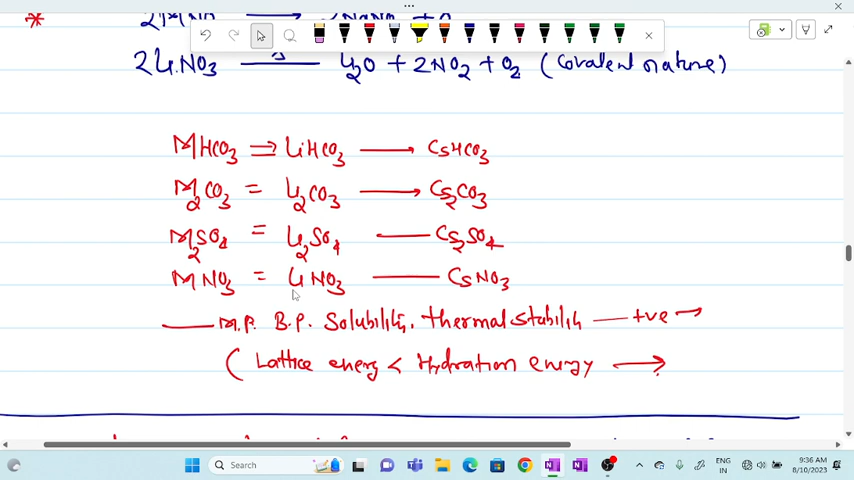 2LiNO3 —Δ→ Li2O + 2NO2 + O2 (Covalent nature)
MHCO3 ⇒ LiHCO3 ⟶ CsHCO3
M2CO3 = Li2CO3 ⟶ Cs2CO3
M2SO4 = Li2SO4 — Cs2SO4
MNO3 = LiNO3 — CsNO3
— M.P. B.P. Solubility, thermal stability — +ve →
( Lattice energy < Hydration energy ⟶
Search
ENG
IN
9:36 AM
8/10/2023